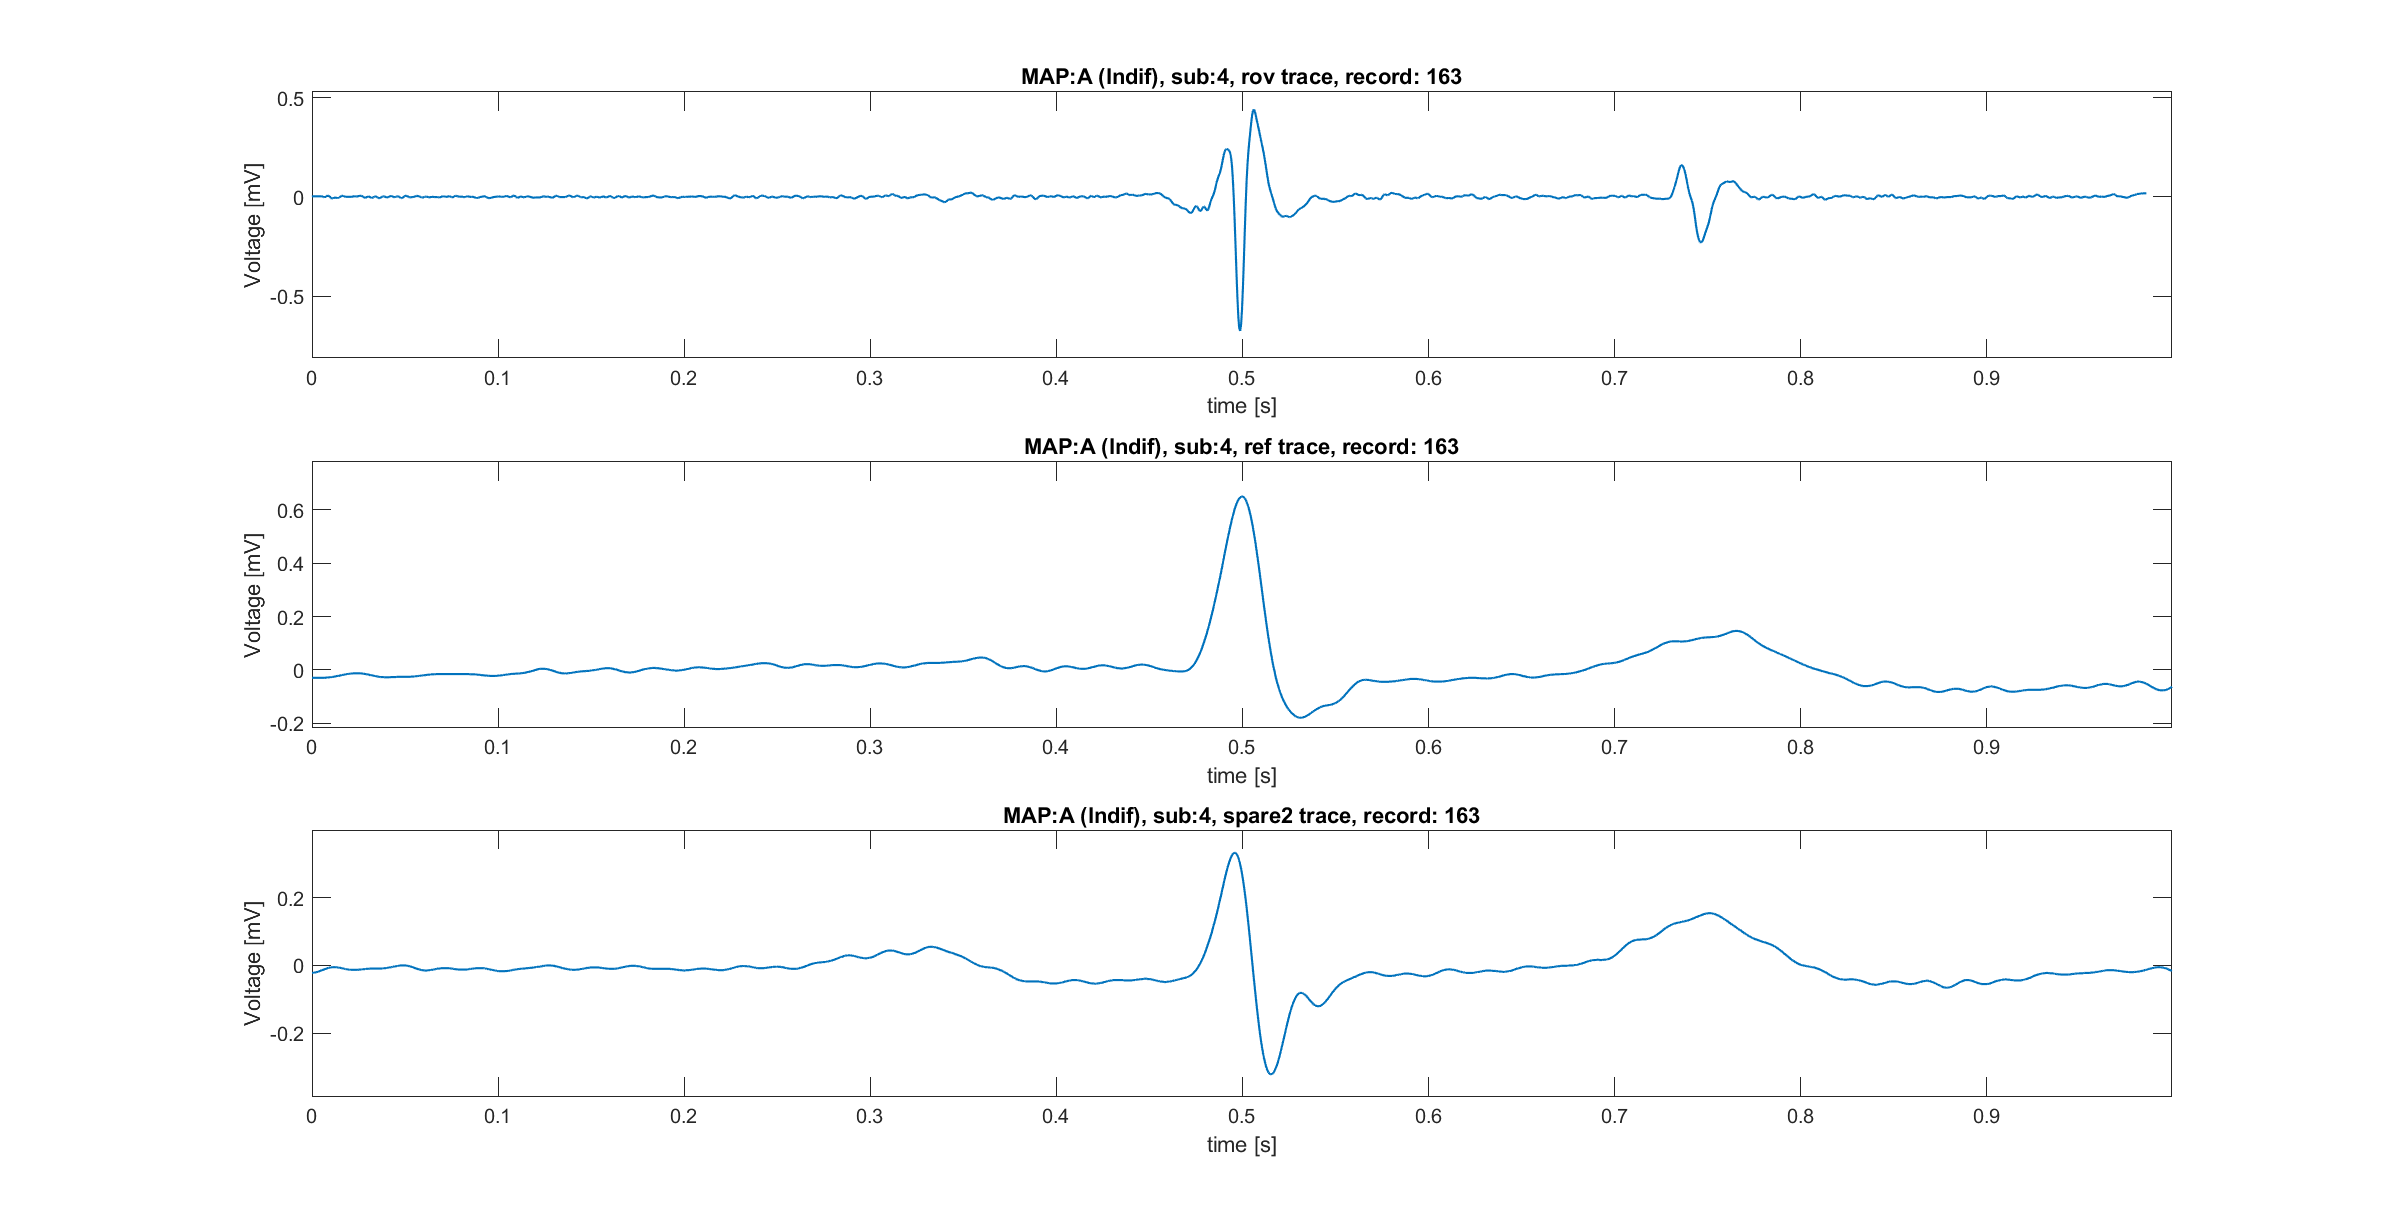 MAP:A (Indif), sub:4, rov trace, record: 163
Voltage [mV]
0.5
0
-0.5
0 0.1 0.2 0.3 0.4 0.5 0.6 0.7 0.8 0.9
time [s]
MAP:A (Indif), sub:4, ref trace, record: 163
Voltage [mV]
0.6
0.4
0.2
0
-0.2
0 0.1 0.2 0.3 0.4 0.5 0.6 0.7 0.8 0.9
time [s]
MAP:A (Indif), sub:4, spare2 trace, record: 163
Voltage [mV]
0.2
0
-0.2
0 0.1 0.2 0.3 0.4 0.5 0.6 0.7 0.8 0.9
time [s]